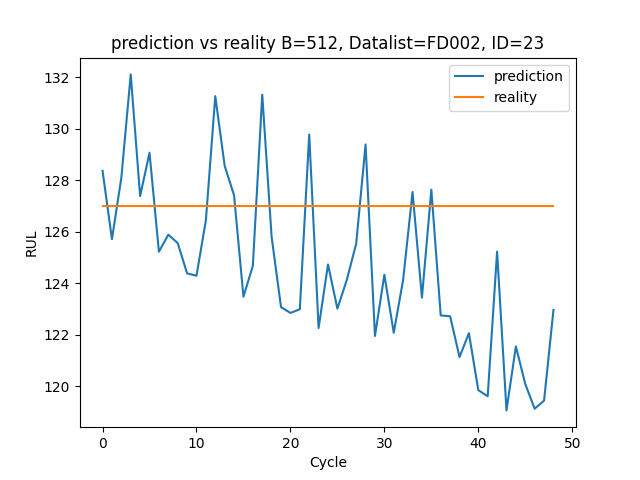 prediction vs reality B=512, Datalist=FD002, ID=23
prediction
reality
132
130
128
126
124
122
120
RUL
0 10 20 30 40 50
Cycle